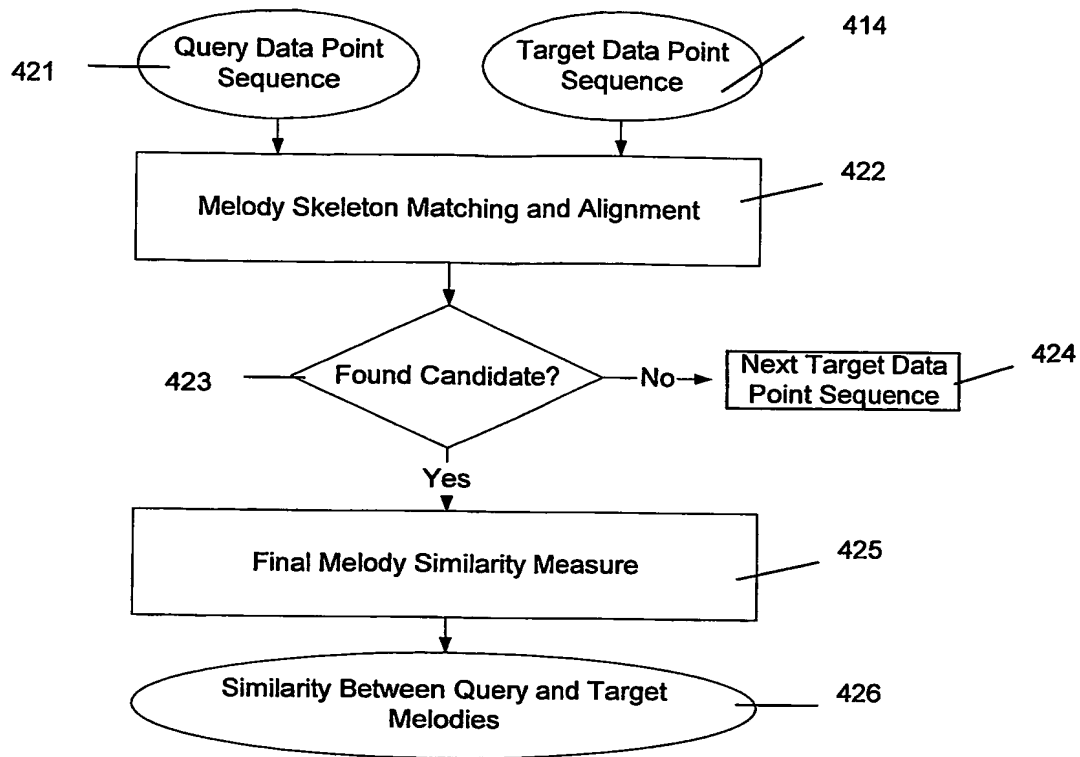 421
Query Data Point
Sequence
Target Data Point
Sequence
414
Melody Skeleton Matching and Alignment
422
423
Found Candidate?
No
Next Target Data
Point Sequence
424
Yes
Final Melody Similarity Measure
425
Similarity Between Query and Target
Melodies
426